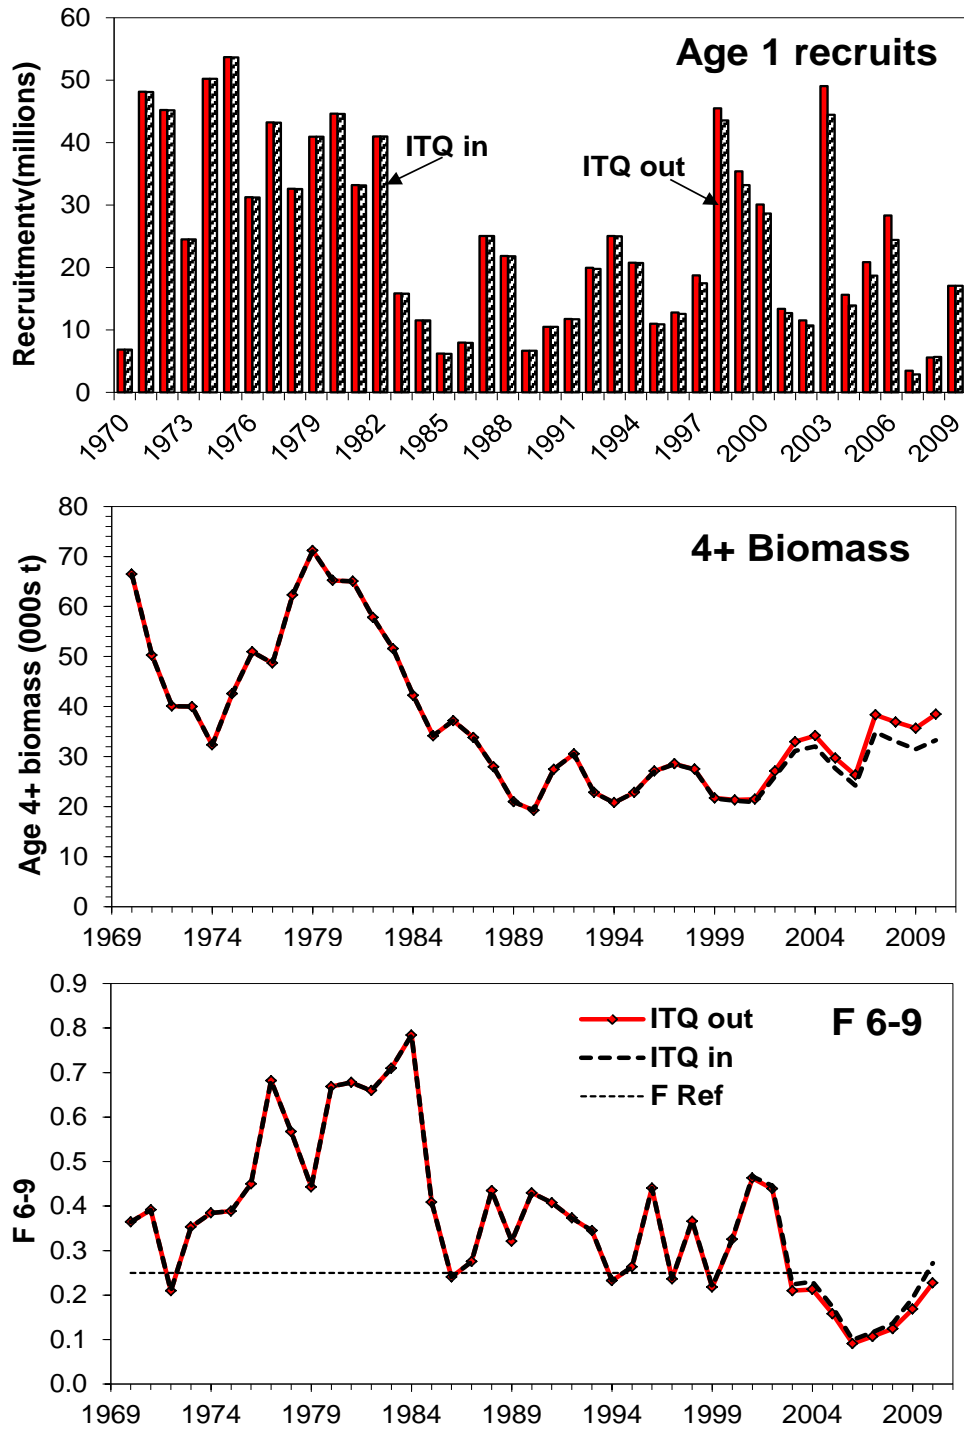 Age 1 recruits
Recruitmentv(millions)
60
50
40
30
20
10
0
ITQ in
ITQ out
1970 1973 1976 1979 1982 1985 1988 1991 1994 1997 2000 2003 2006 2009
4+ Biomass
Age 4+ biomass (000s t)
80
70
60
50
40
30
20
10
0
1969 1974 1979 1984 1989 1994 1999 2004 2009
F 6-9
F 6-9
0.9
0.8
0.7
0.6
0.5
0.4
0.3
0.2
0.1
0.0
ITQ out
ITQ in
F Ref
1969 1974 1979 1984 1989 1994 1999 2004 2009